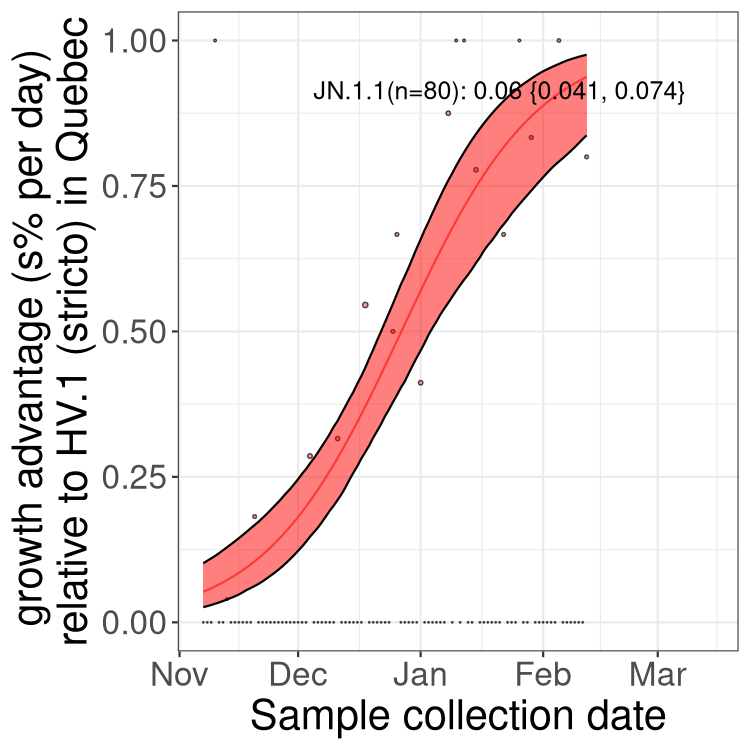 growth advantage (s% per day)
relative to HV.1 (stricto) in Quebec
1.00
0.75
0.50
0.25
0.00
JN.1.1(n=80): 0.06 {0.041, 0.074}
Nov Dec Jan Feb Mar
Sample collection date